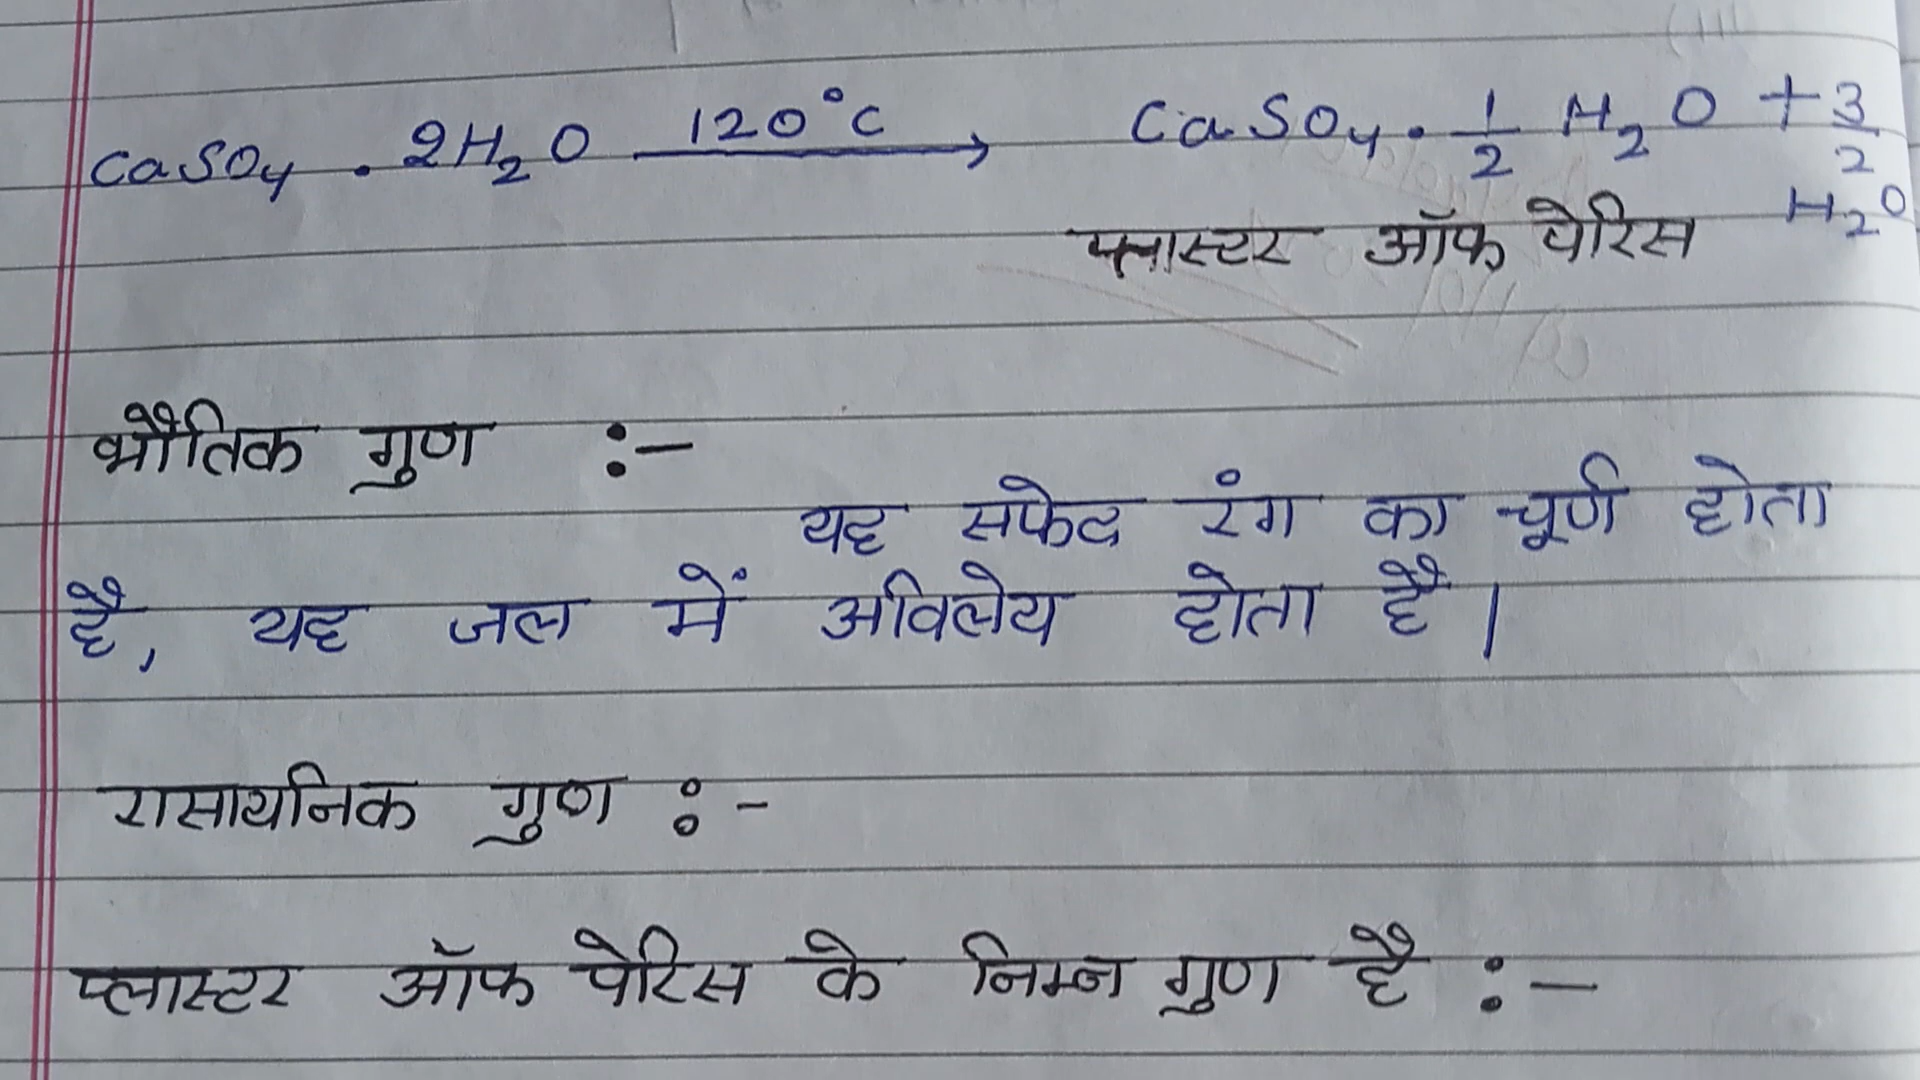 CaSO₄ . 2H₂O —120°C→ CaSO₄ . 1/2 H₂O + 3/2
H₂O
प्लास्टर ऑफ पेरिस
भौतिक गुण :-
यह सफेद रंग का चूर्ण होता
है, यह जल में अविलेय होता है।
रासायनिक गुण :-
प्लास्टर ऑफ पेरिस के निम्न गुण है :-